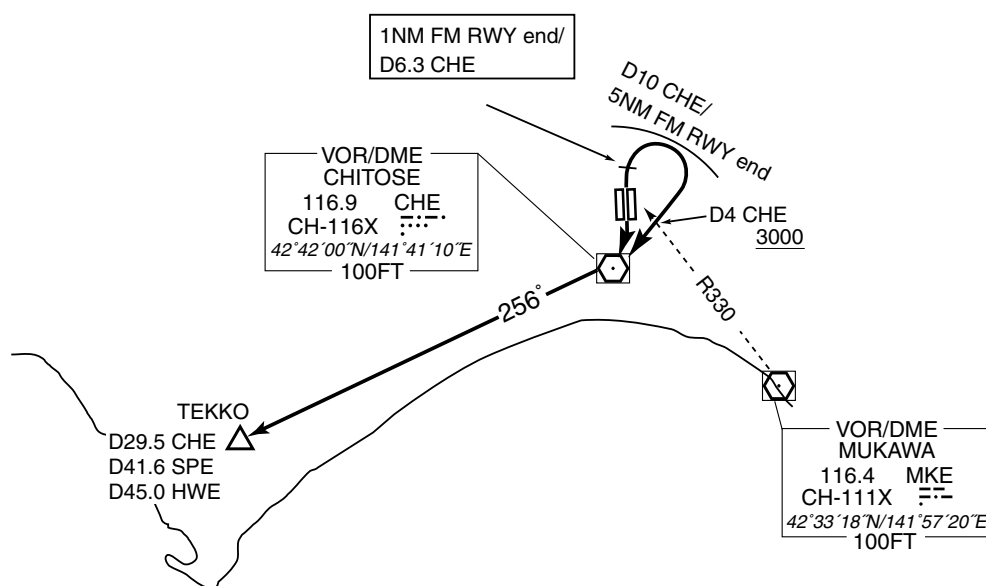 1NM FM RWY end/
D6.3 CHE
D10 CHE/
5NM FM RWY end
VOR/DME
CHITOSE
116.9 CHE
CH-116X
42°42´00˝N/141°41´10˝E
100FT
D4 CHE
3000
R330
256°
TEKKO
D29.5 CHE
D41.6 SPE
D45.0 HWE
VOR/DME
MUKAWA
116.4 MKE
CH-111X
42°33´18˝N/141°57´20˝E
100FT